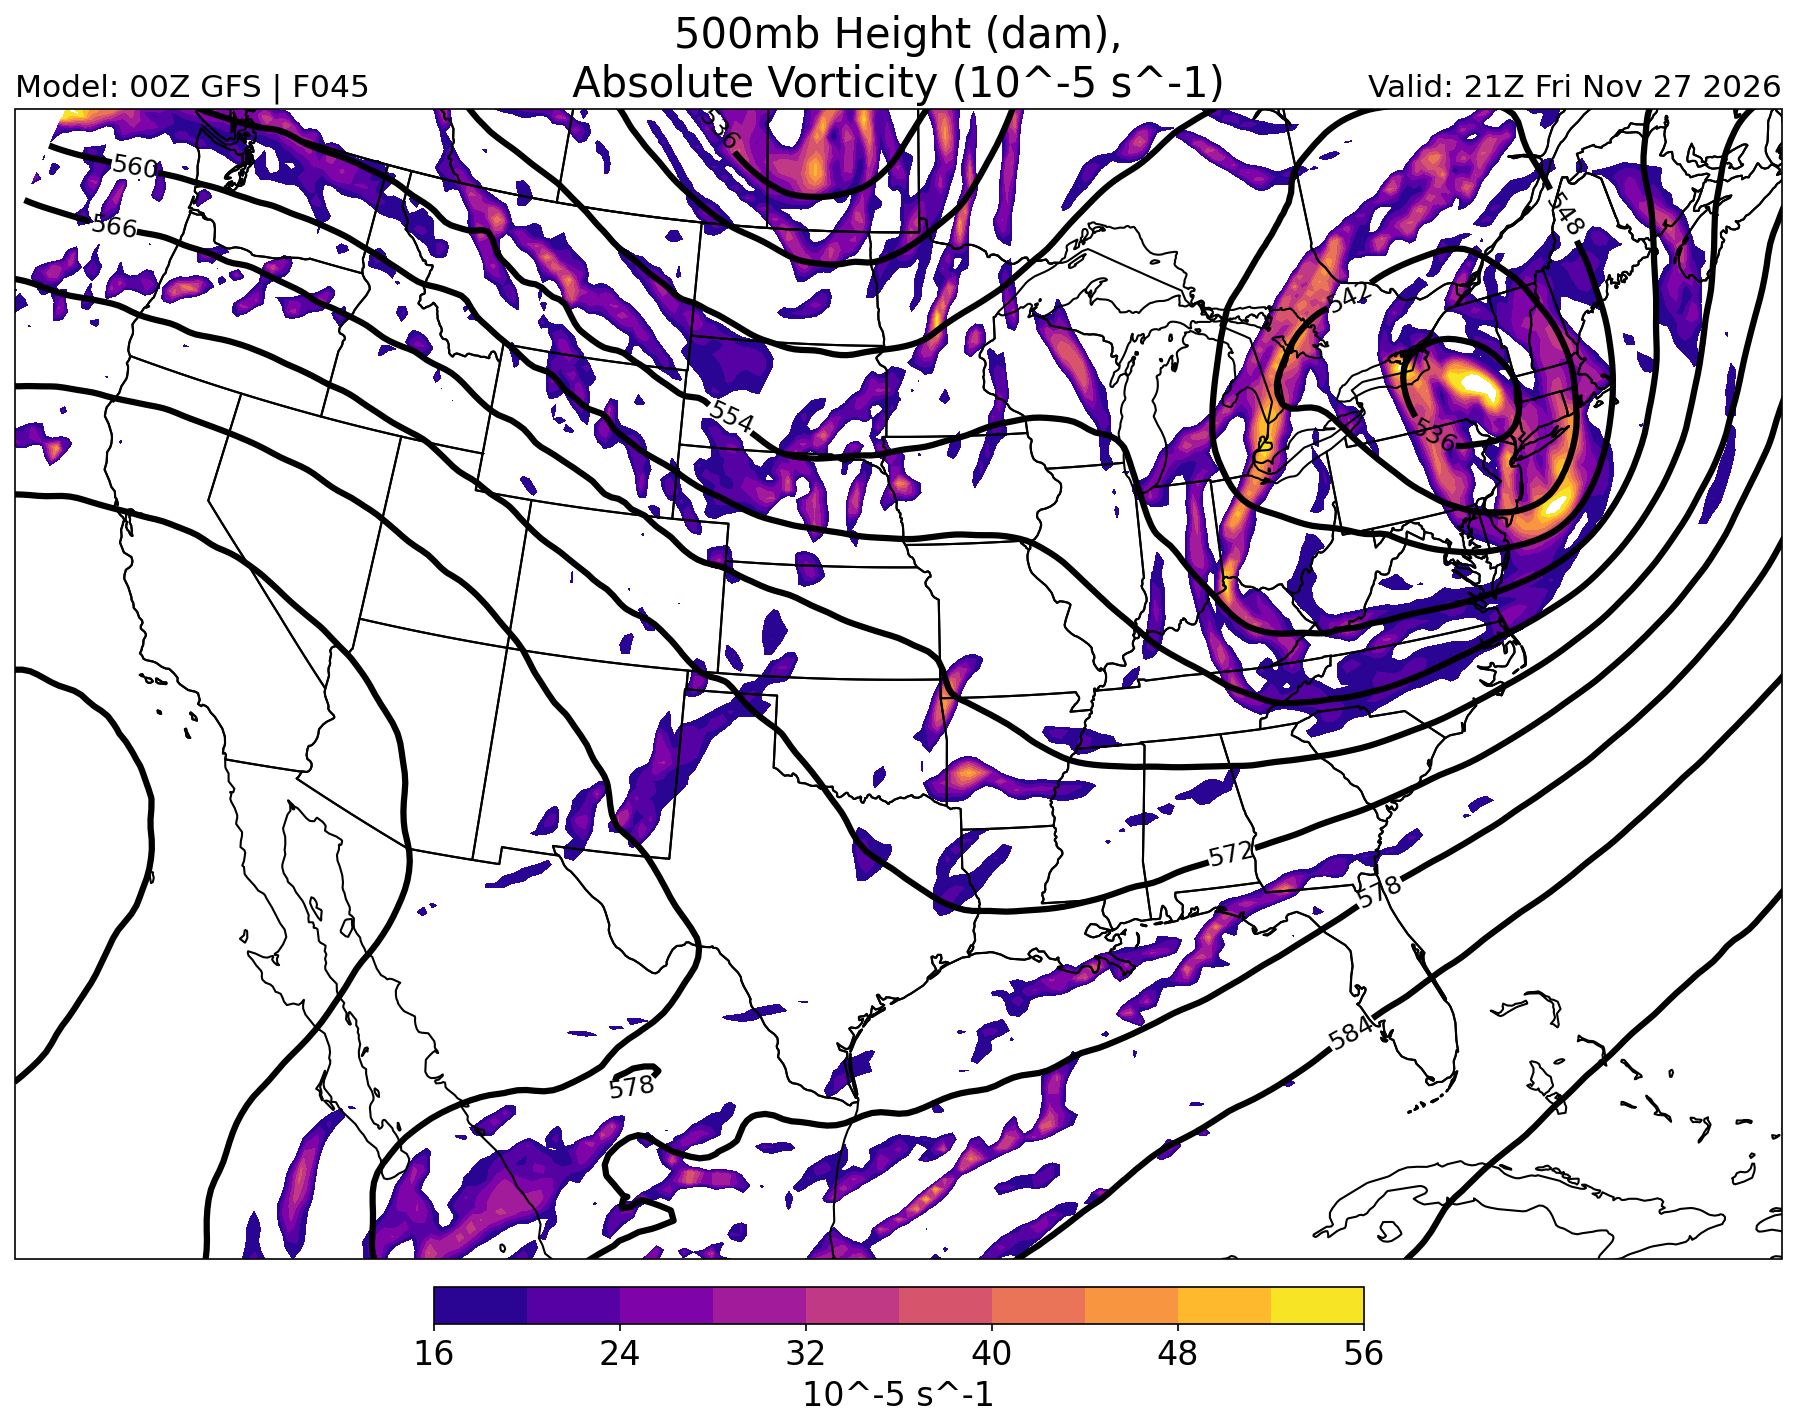 500mb Height (dam),
Absolute Vorticity (10^-5 s^-1)
Model: 00Z GFS | F045
Valid: 21Z Fri Nov 27 2026
536
560
566
548
542
554
536
572
578
584
578
16 24 32 40 48 56
10^-5 s^-1